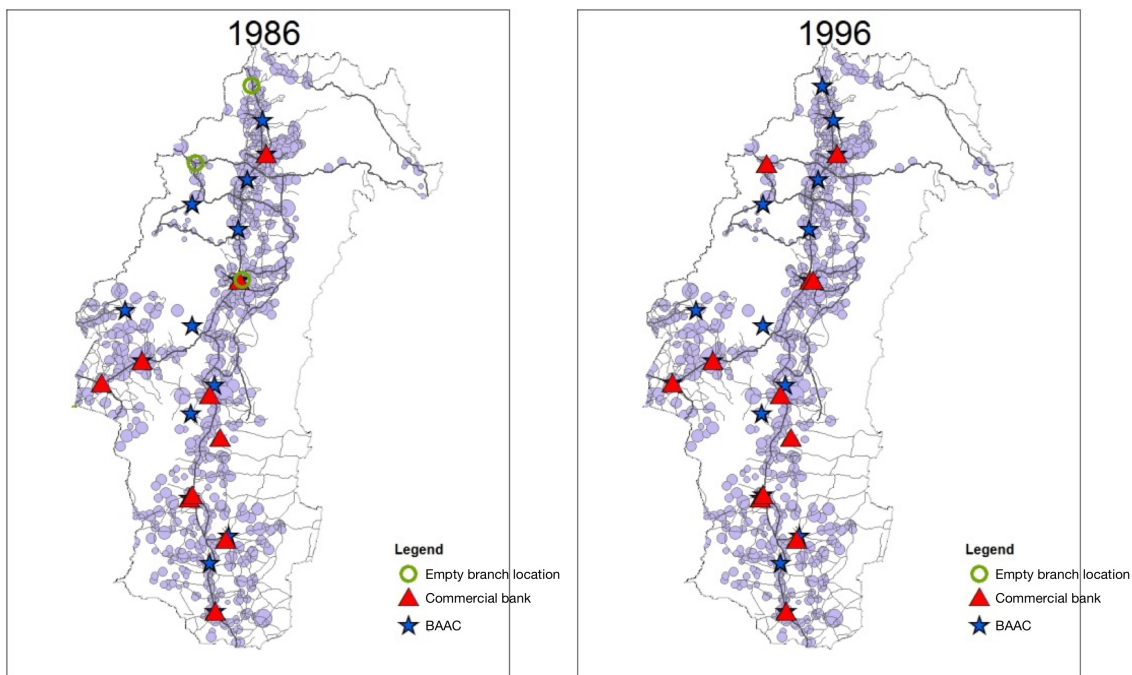 1986
Legend
Empty branch location
Commercial bank
BAAC
1996
Legend
Empty branch location
Commercial bank
BAAC